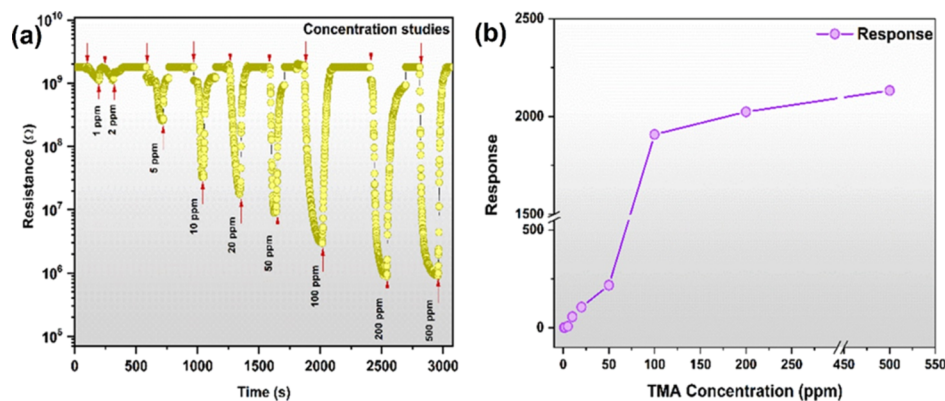 (a)
Concentration studies
Resistance (Ω)
10^10
10^9
10^8
10^7
10^6
10^5
1 ppm
2 ppm
5 ppm
10 ppm
20 ppm
50 ppm
100 ppm
200 ppm
500 ppm
0 500 1000 1500 2000 2500 3000
Time (s)
(b)
Response
Response
2500
2000
1500
500
0
0 50 100 150 200 450 500 550
TMA Concentration (ppm)